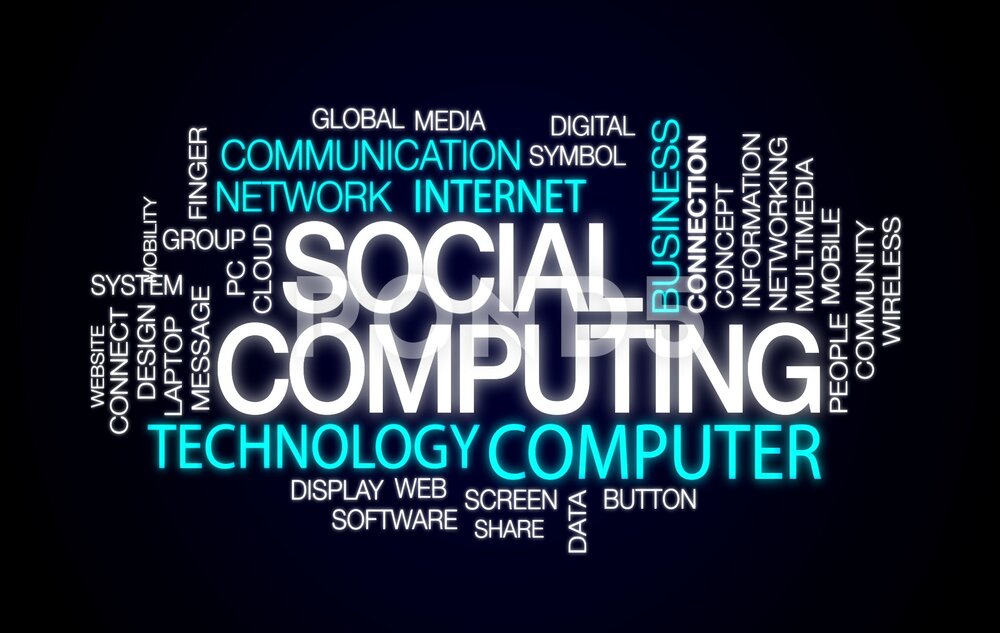 GLOBAL MEDIA
DIGITAL
COMMUNICATION
SYMBOL
NETWORK
INTERNET
BUSINESS
CONNECTION
CONCEPT
INFORMATION
NETWORKING
MULTIMEDIA
MOBILE
COMMUNITY
WIRELESS
FINGER
MOBILITY
GROUP
PC
CLOUD
SYSTEM
SOCIAL
POND5
COMPUTING
WEBSITE
CONNECT
DESIGN
LAPTOP
MESSAGE
PEOPLE
TECHNOLOGY
COMPUTER
DISPLAY WEB
SCREEN
BUTTON
SOFTWARE
SHARE
DATA